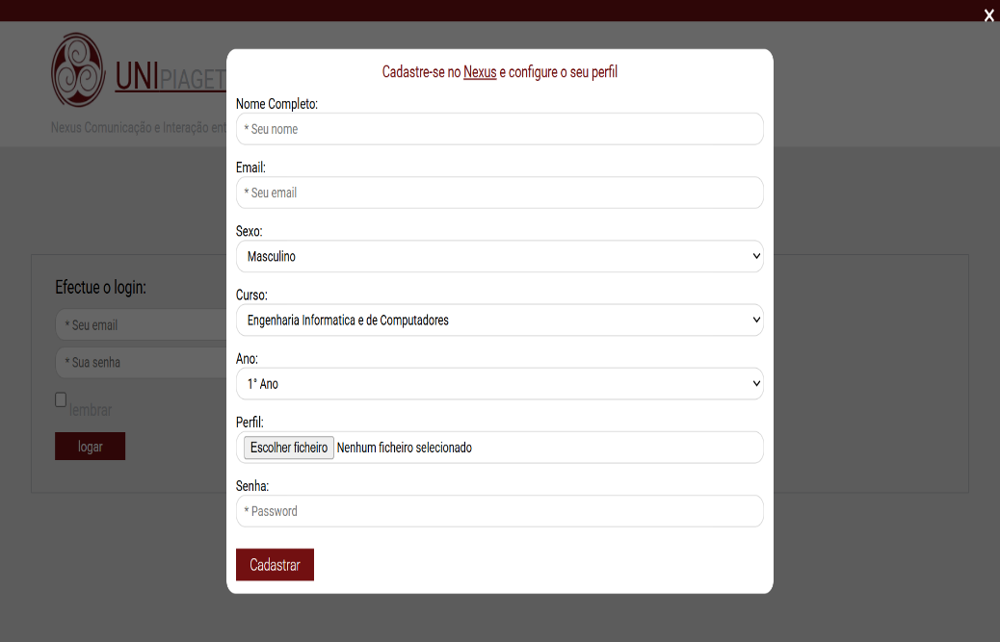 X
UNIPIAGET
Nexus Comunicação e Interação
Cadastre-se no Nexus e configure o seu perfil
Nome Completo:
* Seu nome
Email:
* Seu email
Sexo:
Masculino
Curso:
Engenharia Informatica e de Computadores
Ano:
1° Ano
Perfil:
Escolher ficheiro Nenhum ficheiro selecionado
Senha:
* Password
Cadastrar
Efectue o login:
* Seu email
* Sua senha
lembrar
logar